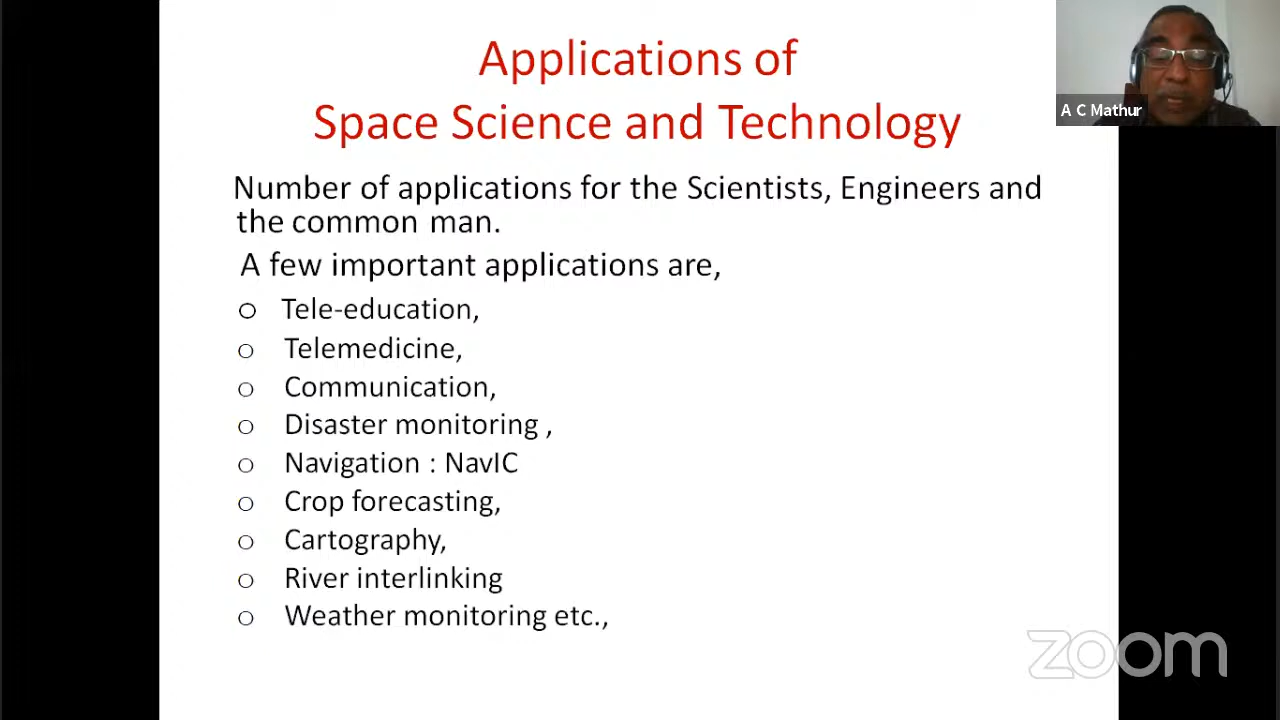 Applications of
Space Science and Technology
A C Mathur
Number of applications for the Scientists, Engineers and
the common man.
A few important applications are,
o Tele-education,
o Telemedicine,
o Communication,
o Disaster monitoring ,
o Navigation : NavIC
o Crop forecasting,
o Cartography,
o River interlinking
o Weather monitoring etc.,
zoom